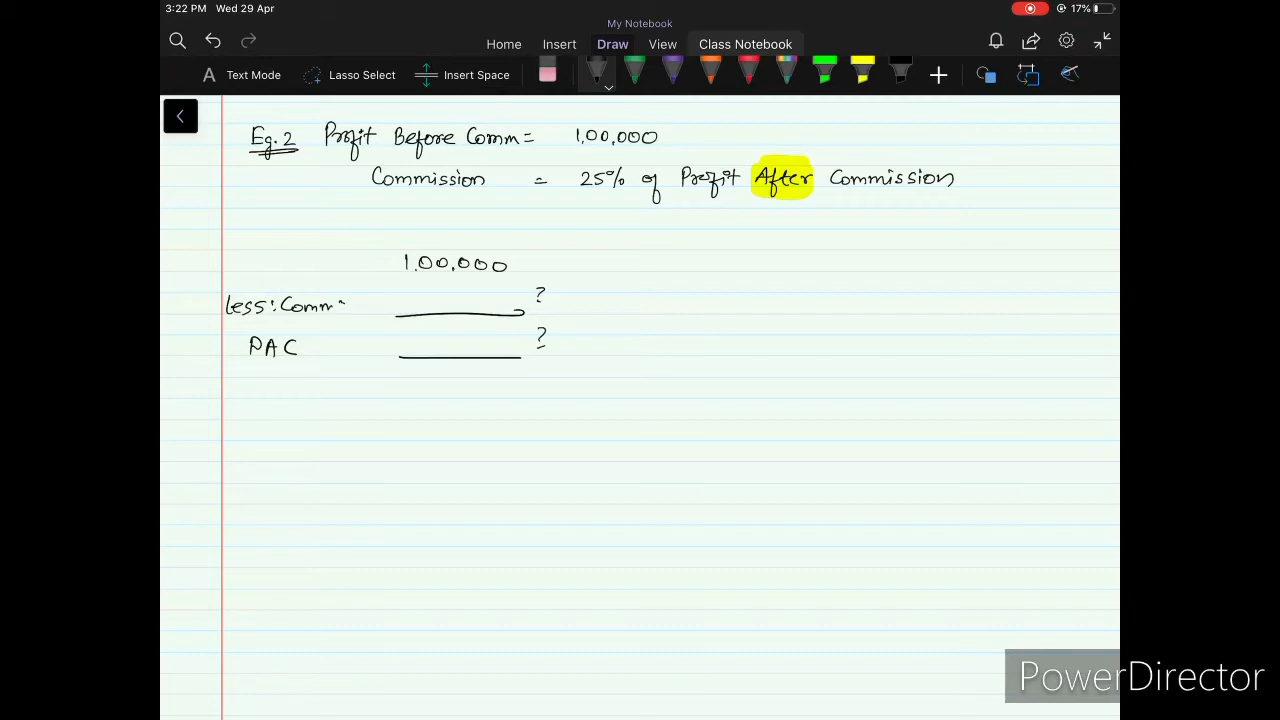 3:22 PM Wed 29 Apr
17%
My Notebook
Home Insert Draw View Class Notebook
Text Mode Lasso Select Insert Space
Eg. 2 Profit Before Comm = 1,00,000
Commission = 25% of Profit After Commission
1,00,000
Less: Comm ?
PAC ?
PowerDirector